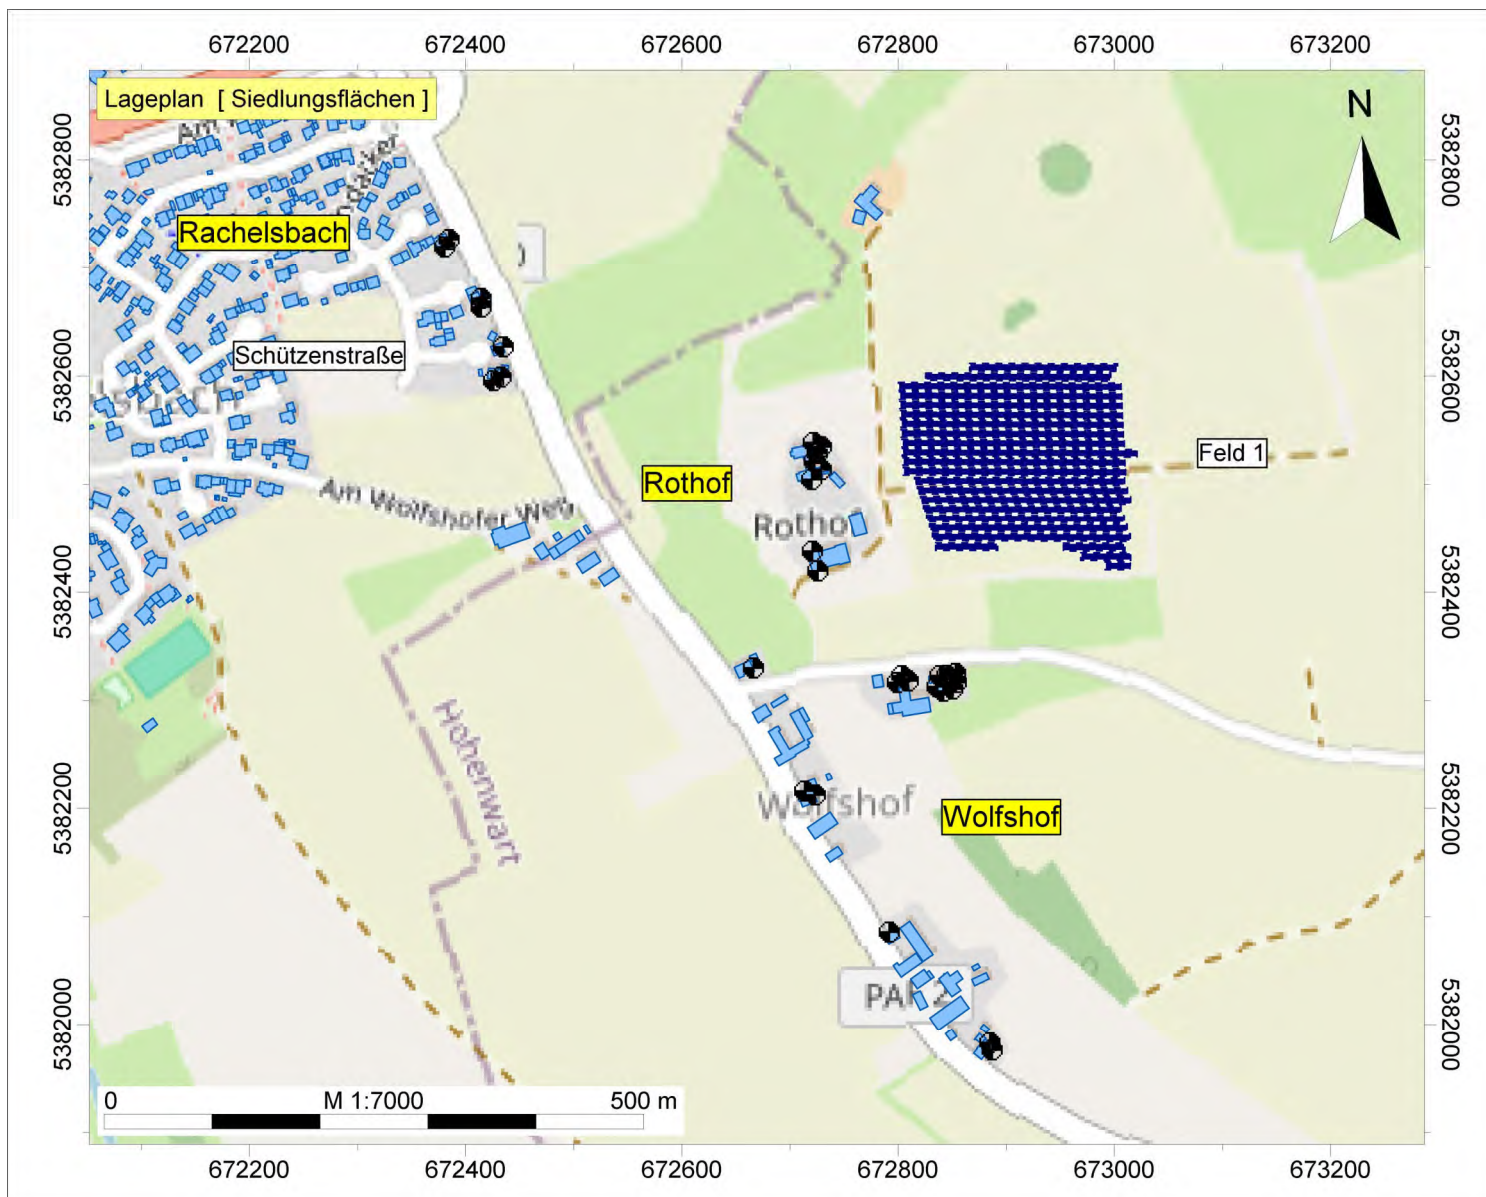 672200 672400 672600 672800 673000 673200
Lageplan [ Siedlungsflächen ]
N
5382800
5382800
Rachelsbach
Schützenstraße
5382600
5382600
Feld 1
Rothof
Am Wolfshofer Weg
Rothof
5382400
5382400
Hohenwart
Wolfshof
Wolfshof
5382200
5382200
PAF 2
5382000
5382000
0 M 1:7000 500 m
672200 672400 672600 672800 673000 673200